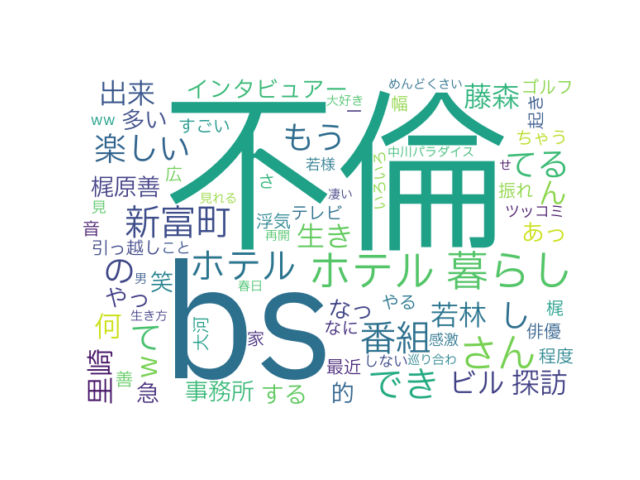 めんどくさい ゴルフ
出来 インタビュアー 大好き 一 幅 藤森 起き
ww 多い すごい 不倫 もう 中川パラダイス ちゃう
楽しい 若様 いろいろ せ てる
梶原善 広 さ 凄い 振れ ん
見 見れる 新富町 浮気 テレビ ツッコミ
音 再開 生き あっ
引っ越しこと
の bs ホテル ホテル 暮らし
男 笑 春日
やっ 生き方 なっ やる 若林 し 梶
何 て 大河 家 なに 番組 感激 俳優
里崎 w 最近 しない 巡り合わ さん 程度
善 急 事務所 する 的 でき ビル 探訪